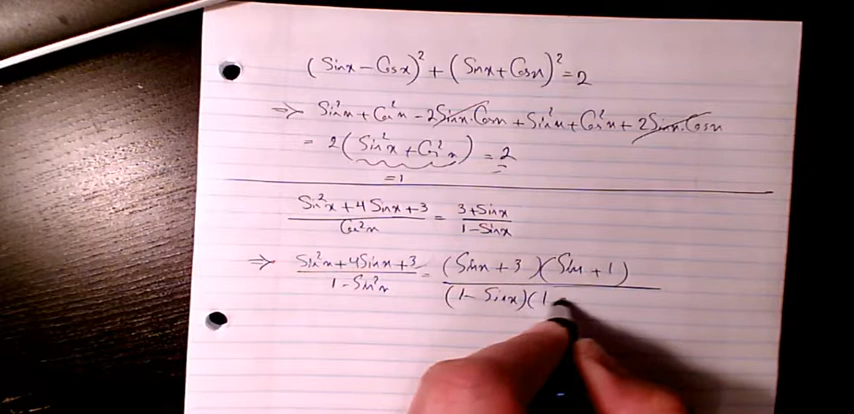 (Sinx - Cosx)² + (Sinx + Cosx)² = 2
⇒ Sin²x + Cos²x - 2Sinx.Cosx + Sin²x + Cos²x + 2Sinx.Cosx
= 2(Sin²x + Cos²x) = 2
=1
(Sin²x + 4Sinx + 3)/(Cos²x) = (3 + Sinx)/(1 - Sinx)
⇒ (Sin²x + 4Sinx + 3)/(1 - Sin²x) = (Sinx + 3)(Sin + 1)/(1 - Sinx)(1